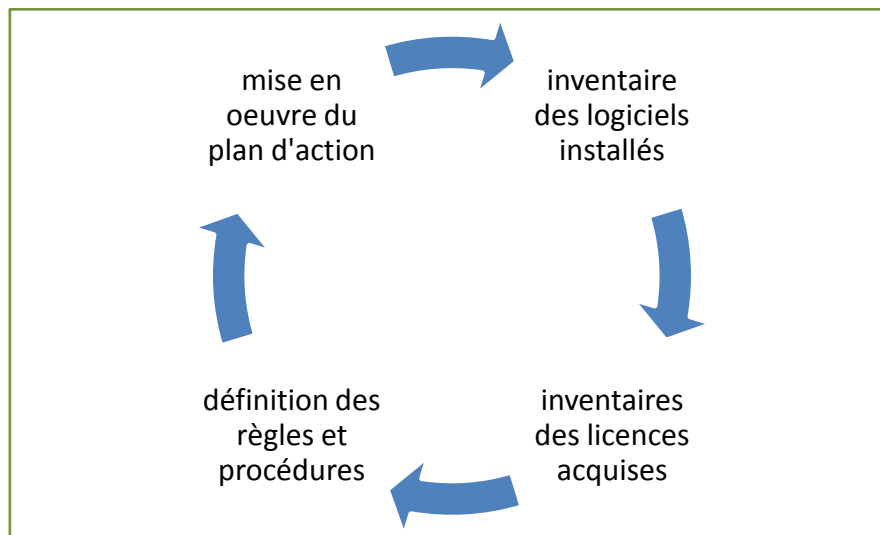 mise en
oeuvre du
plan d'action
inventaire
des logiciels
installés
définition des
règles et
procédures
inventaires
des licences
acquises